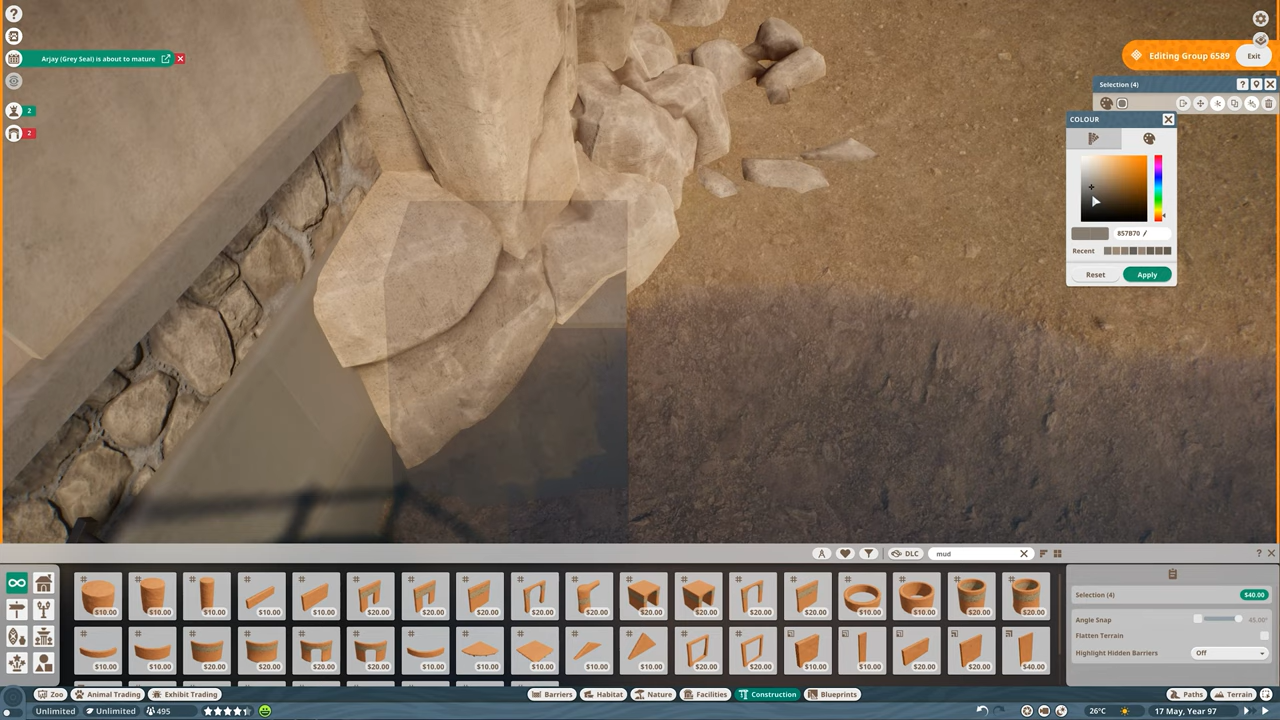 ?
Arjay (Grey Seal) is about to mature
2
2
Editing Group 6589
Exit
Selection (4)
?
COLOUR
857B70
Recent
Reset
Apply
DLC
mud
?
$10.00 $10.00 $10.00 $10.00 $10.00 $20.00 $20.00 $20.00 $20.00 $20.00 $20.00 $20.00 $20.00 $20.00 $10.00 $10.00 $20.00 $20.00
$10.00 $10.00 $20.00 $20.00 $20.00 $20.00 $10.00 $10.00 $10.00 $10.00 $10.00 $20.00 $20.00 $10.00 $10.00 $20.00 $20.00 $40.00
Selection (4)
$40.00
Angle Snap
45.00°
Flatten Terrain
Highlight Hidden Barriers
Off
Zoo
Animal Trading
Exhibit Trading
Barriers
Habitat
Nature
Facilities
Construction
Blueprints
Paths
Terrain
Unlimited
Unlimited
495
26°C
17 May, Year 97